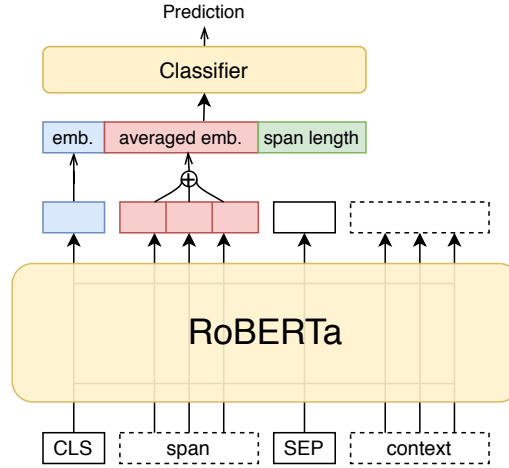 Prediction
Classifier
emb. averaged emb. span length
RoBERTa
CLS span SEP context